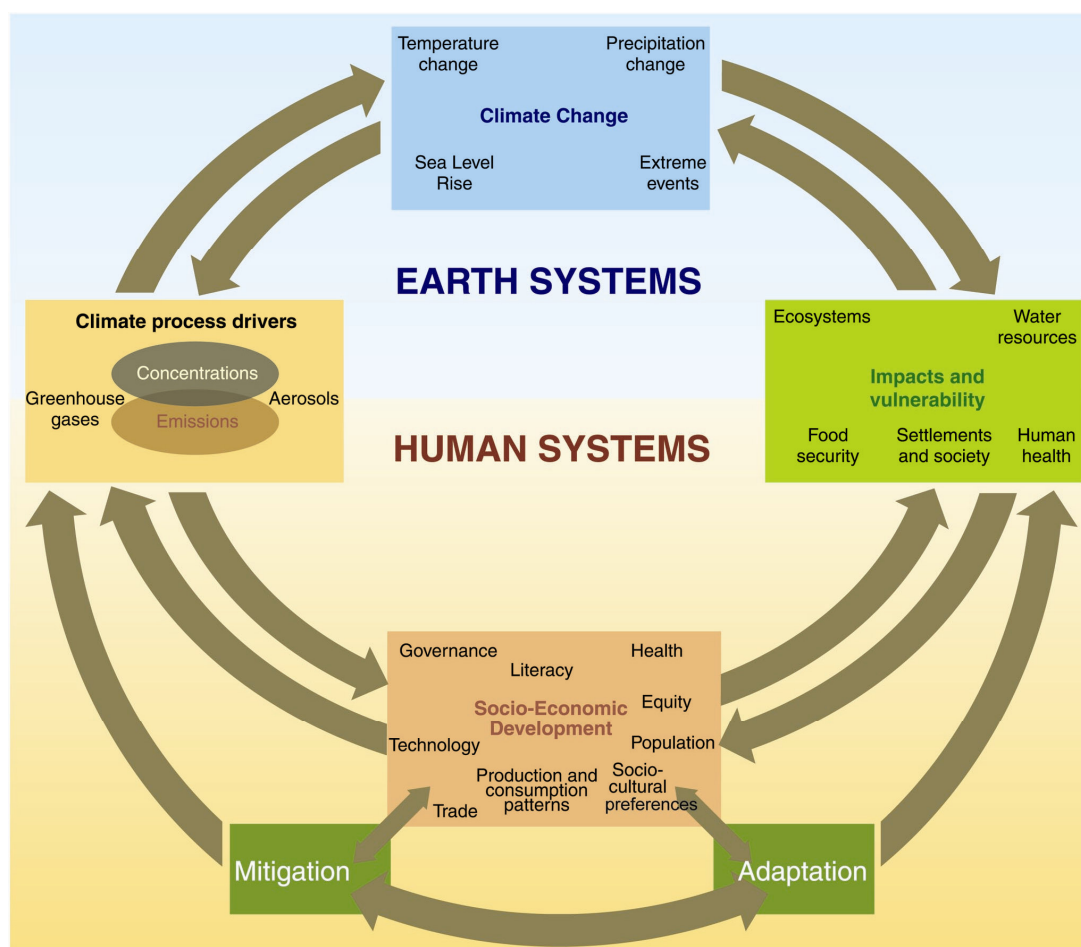 Temperature
change
Precipitation
change
Climate Change
Sea Level
Rise
Extreme
events
EARTH SYSTEMS
Climate process drivers
Concentrations
Greenhouse
gases
Aerosols
Emissions
Ecosystems
Water
resources
Impacts and
vulnerability
Food
security
Settlements
and society
Human
health
HUMAN SYSTEMS
Governance
Literacy
Health
Socio-Economic
Development
Equity
Technology
Population
Production and
consumption
patterns
Socio-
cultural
preferences
Trade
Mitigation
Adaptation